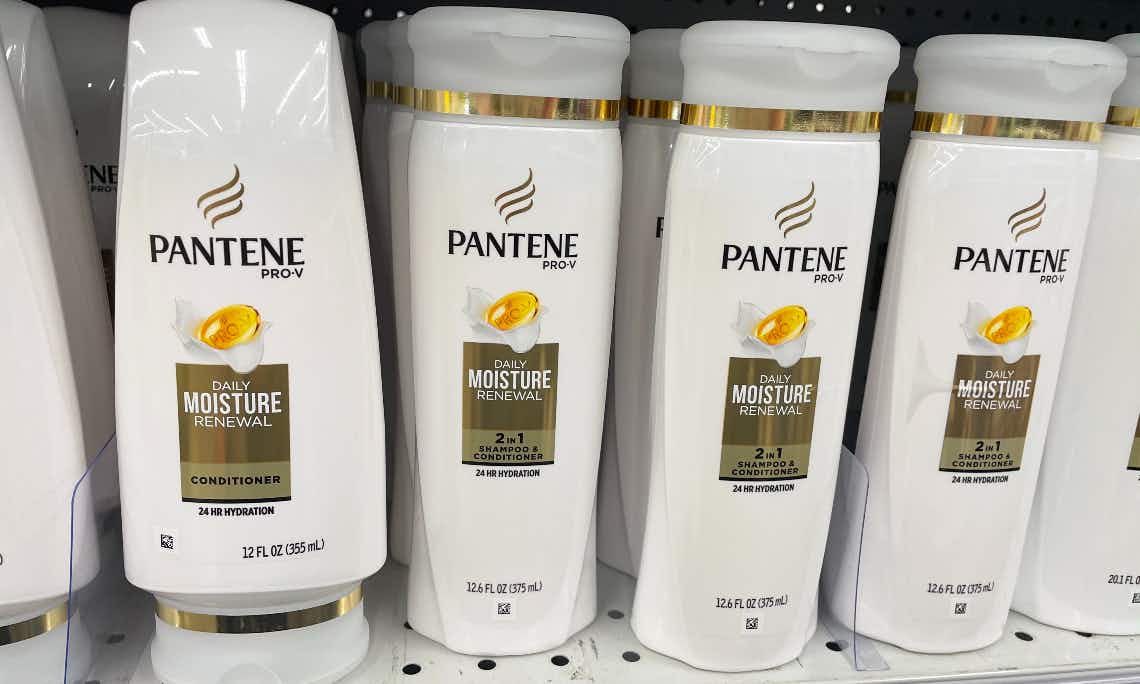 PANTENE
PRO-V
DAILY
MOISTURE
RENEWAL
CONDITIONER
24 HR HYDRATION
12 FL OZ (355 mL)
PANTENE
PRO-V
DAILY
MOISTURE
RENEWAL
2 IN 1
SHAMPOO &
CONDITIONER
24 HR HYDRATION
12.6 FL OZ (375 mL)
PANTENE
PRO-V
DAILY
MOISTURE
RENEWAL
2 IN 1
SHAMPOO &
CONDITIONER
24 HR HYDRATION
12.6 FL OZ (375 mL)
PANTENE
PRO-V
DAILY
MOISTURE
RENEWAL
2 IN 1
SHAMPOO &
CONDITIONER
24 HR HYDRATION
12.6 FL OZ (375 mL)
20.1 FL O